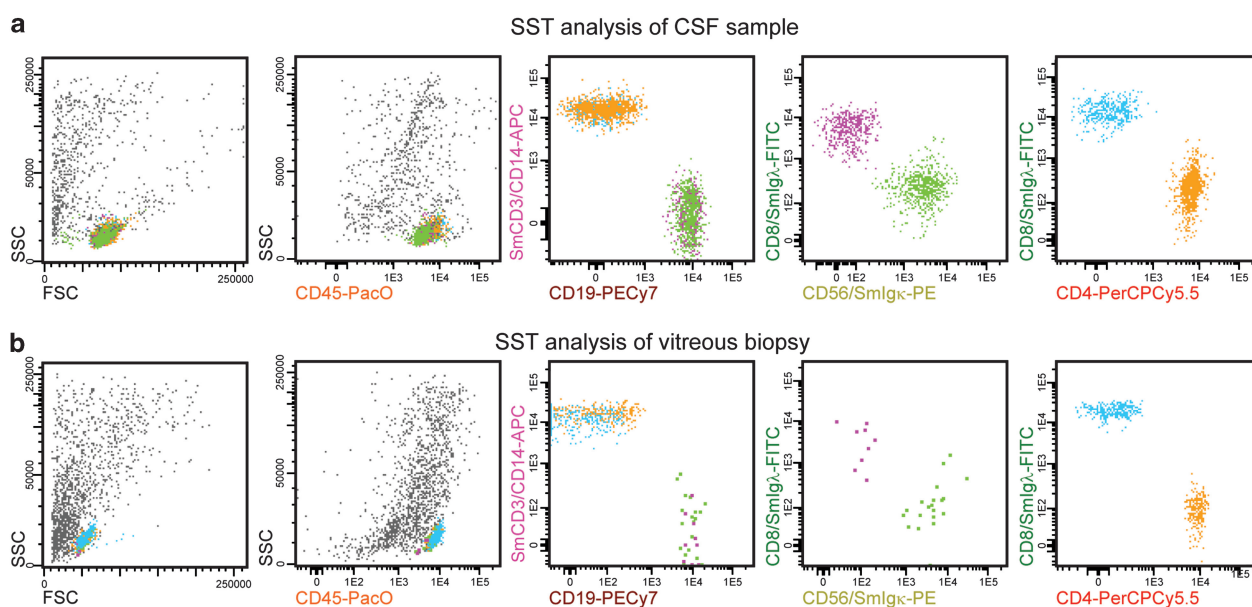 a
SST analysis of CSF sample
250000
50000
0
SSC
250000
FSC
250000
50000
0
SSC
0 1E3 1E4 1E5
CD45-PacO
1E5
1E4
1E3
0
SmCD3/CD14-APC
0 1E3 1E4 1E5
CD19-PECy7
1E5
1E4
1E3
1E2
0
CD8/SmIgλ-FITC
1E2 1E3 1E4 1E5
CD56/SmIgκ-PE
1E5
1E4
1E3
1E2
0
CD8/SmIgλ-FITC
0 1E3 1E4 1E5
CD4-PerCPCy5.5
b
SST analysis of vitreous biopsy
250000
50000
0
SSC
250000
FSC
250000
50000
0
SSC
1E2 1E3 1E4 1E5
CD45-PacO
1E5
1E4
1E3
1E2
0
SmCD3/CD14-APC
0 1E2 1E3 1E4 1E5
CD19-PECy7
1E5
1E4
1E3
1E2
0
CD8/SmIgλ-FITC
0 1E2 1E3 1E4 1E5
CD56/SmIgκ-PE
1E5
1E4
1E3
1E2
0
CD8/SmIgλ-FITC
1E2 1E3 1E4 1E5
CD4-PerCPCy5.5